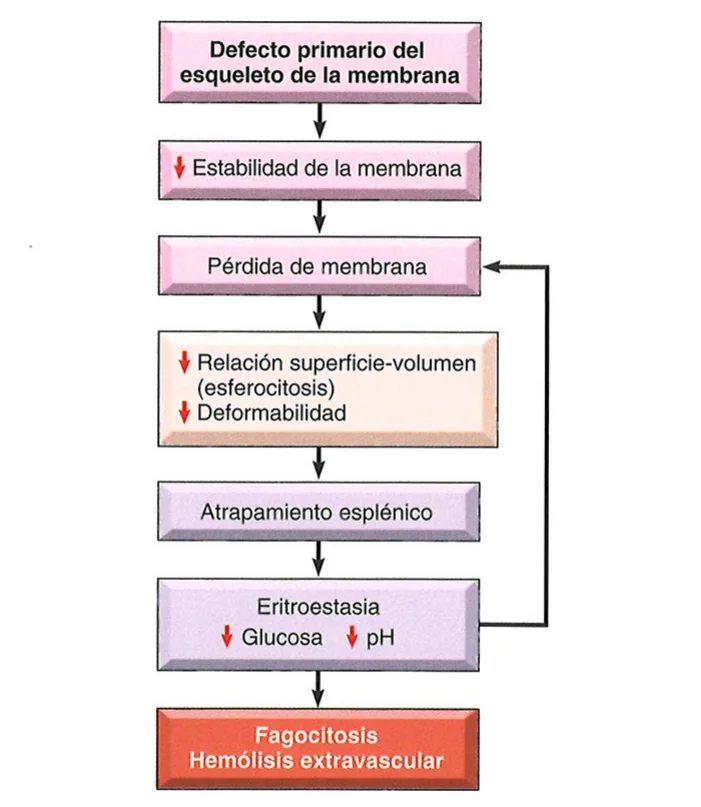 Defecto primario del
esqueleto de la membrana
↓ Estabilidad de la membrana
Pérdida de membrana
↓ Relación superficie-volumen
(esferocitosis)
↓ Deformabilidad
Atrapamiento esplénico
Eritroestasia
↓ Glucosa ↓ pH
Fagocitosis
Hemólisis extravascular